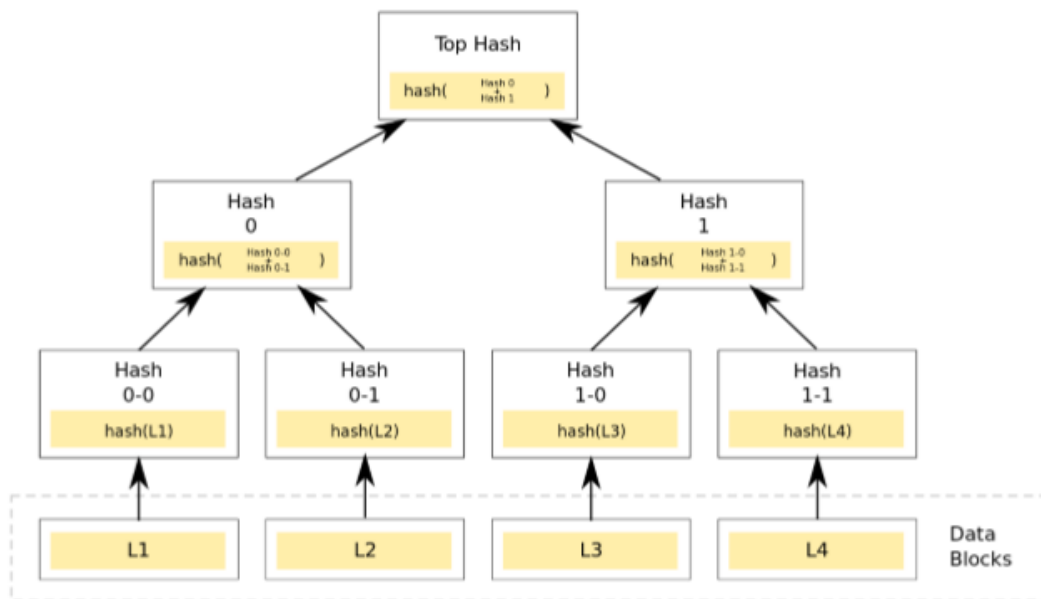 Top Hash
hash( Hash 0 + Hash 1 )
Hash
0
hash( Hash 0-0 + Hash 0-1 )
Hash
1
hash( Hash 1-0 + Hash 1-1 )
Hash
0-0
hash(L1)
Hash
0-1
hash(L2)
Hash
1-0
hash(L3)
Hash
1-1
hash(L4)
L1
L2
L3
L4
Data
Blocks